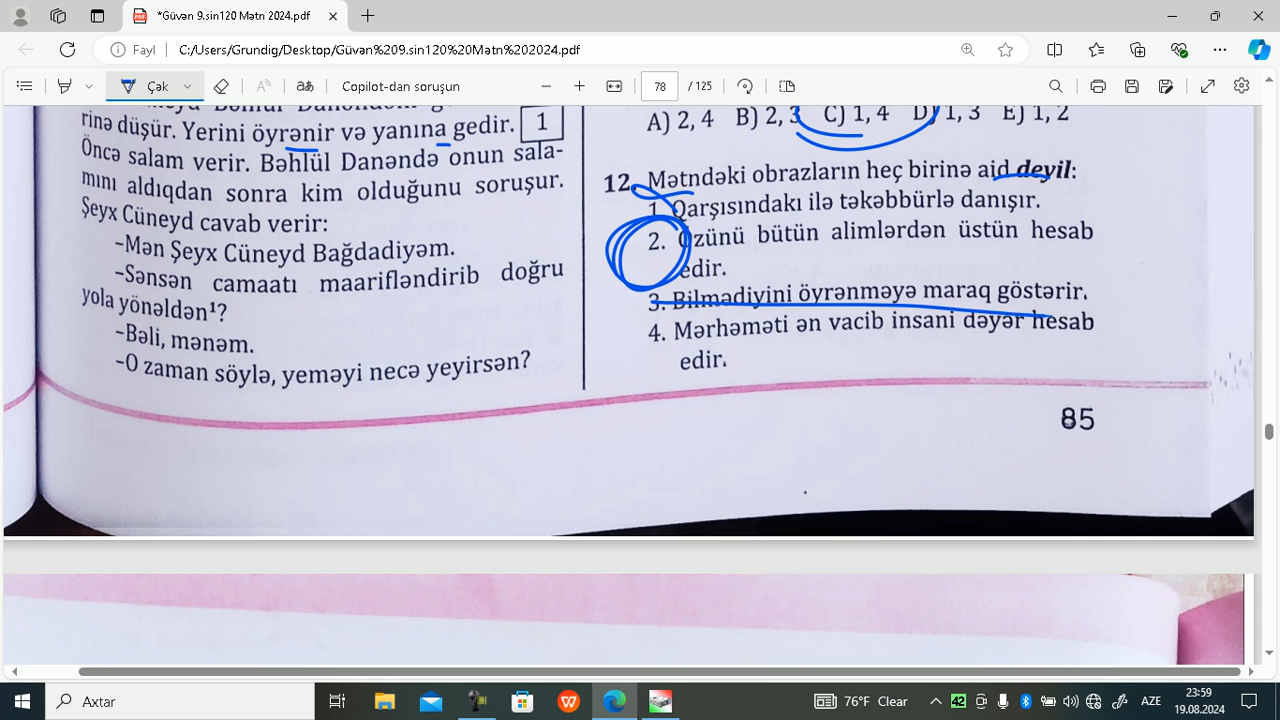 *Güvən 9.sin120 Mətn 2024.pdf
Fayl
C:/Users/Grundig/Desktop/Güvən%209.sin120%20Mətn%202024.pdf
Çak
Copilot-dan soruşun
78 / 125
rinə düşür. Yerini öyrənir və yanına gedir. 1
Öncə salam verir. Bəhlül Danəndə onun sala-
mını aldıqdan sonra kim olduğunu soruşur.
Şeyx Cüneyd cavab verir:
-Mən Şeyx Cüneyd Bağdadiyəm.
-Sənsən camaatı maarifləndirib doğru
yola yönəldən¹?
-Bəli, mənəm.
-O zaman söylə, yeməyi necə yeyirsən?
A) 2, 4 B) 2, 3 C) 1, 4 D) 1, 3 E) 1, 2
12. Mətndəki obrazların heç birinə aid deyil:
1. Qarşısındakı ilə təkəbbürlə danışır.
2. Özünü bütün alimlərdən üstün hesab
edir.
3. Bilmədiyini öyrənməyə maraq göstərir.
4. Mərhəməti ən vacib insani dəyər hesab
edir.
85
Axtar
76°F Clear
42
AZE
23:59
19.08.2024